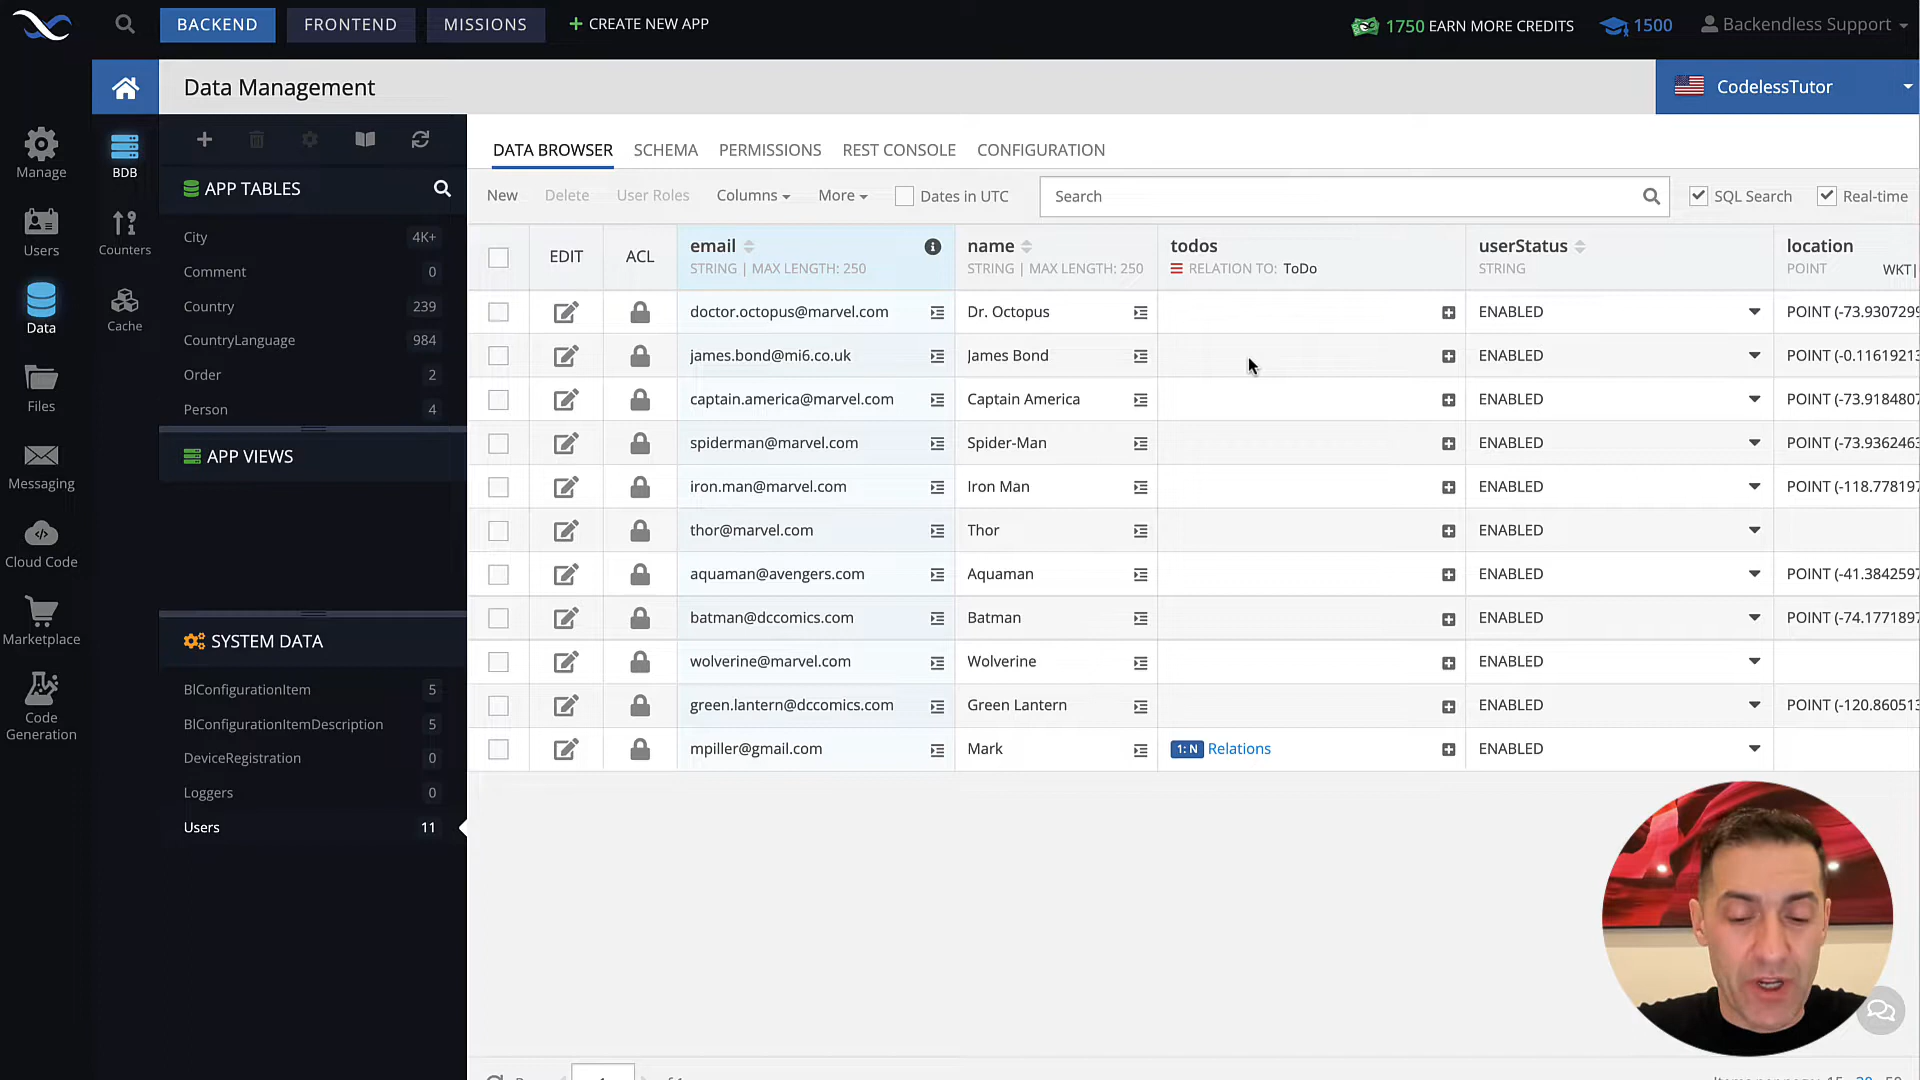 BACKEND FRONTEND MISSIONS + CREATE NEW APP 1750 EARN MORE CREDITS 1500 Backendless Support
Data Management CodelessTutor
Manage
Users
Data
Files
Messaging
Cloud Code
Marketplace
Code
Generation
BDB
Counters
Cache
APP TABLES
City 4K+
Comment 0
Country 239
CountryLanguage 984
Order 2
Person 4
APP VIEWS
SYSTEM DATA
BlConfigurationItem 5
BlConfigurationItemDescription 5
DeviceRegistration 0
Loggers 0
Users 11
DATA BROWSER SCHEMA PERMISSIONS REST CONSOLE CONFIGURATION
New Delete User Roles Columns More Dates in UTC Search SQL Search Real-time
EDIT ACL email name todos userStatus location
STRING | MAX LENGTH: 250 STRING | MAX LENGTH: 250 RELATION TO: ToDo STRING POINT WKT|
doctor.octopus@marvel.com Dr. Octopus ENABLED POINT (-73.9307299
james.bond@mi6.co.uk James Bond ENABLED POINT (-0.11619213
captain.america@marvel.com Captain America ENABLED POINT (-73.9184807
spiderman@marvel.com Spider-Man ENABLED POINT (-73.9362463
iron.man@marvel.com Iron Man ENABLED POINT (-118.778197
thor@marvel.com Thor ENABLED
aquaman@avengers.com Aquaman ENABLED POINT (-41.3842597
batman@dccomics.com Batman ENABLED POINT (-74.1771897
wolverine@marvel.com Wolverine ENABLED
green.lantern@dccomics.com Green Lantern ENABLED POINT (-120.860513
mpiller@gmail.com Mark 1: N Relations ENABLED